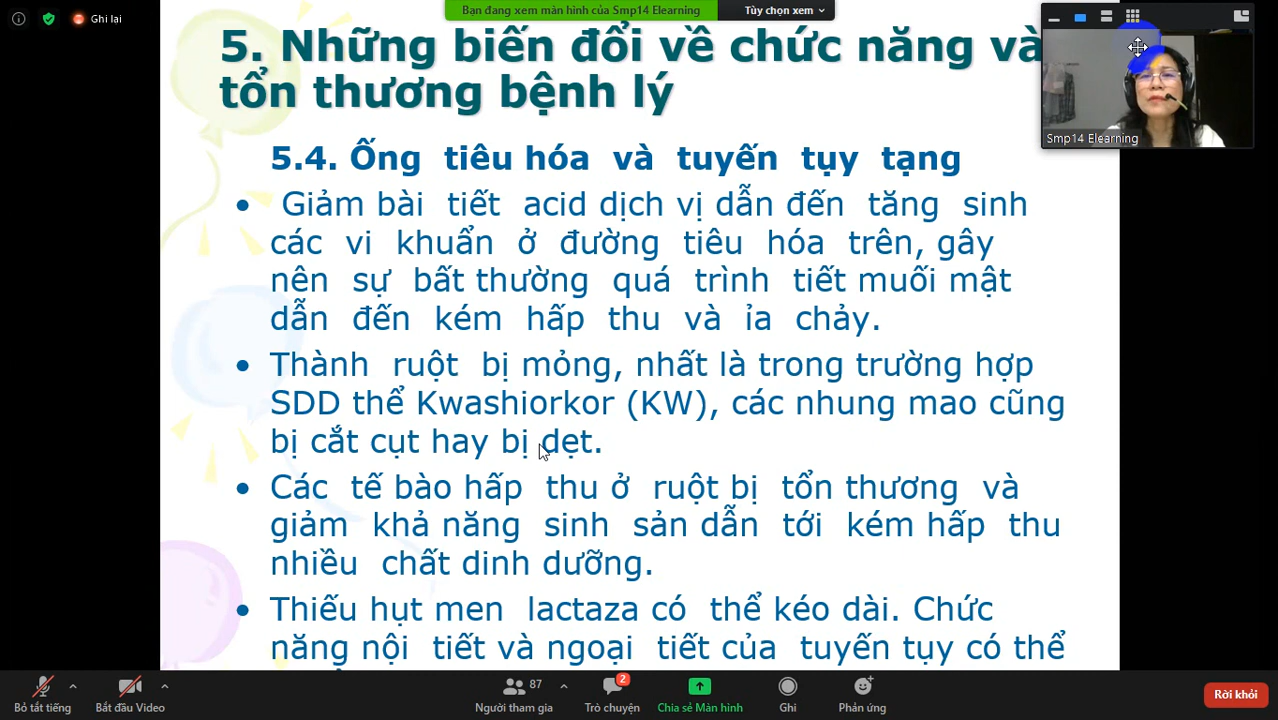 Ghi lại
Bạn đang xem màn hình của Smp14 Elearning
Tùy chọn xem
5. Những biến đổi về chức năng và
tổn thương bệnh lý
Smp14 Elearning
5.4. Ống tiêu hóa và tuyến tụy tạng
• Giảm bài tiết acid dịch vị dẫn đến tăng sinh
các vi khuẩn ở đường tiêu hóa trên, gây
nên sự bất thường quá trình tiết muối mật
dẫn đến kém hấp thu và ỉa chảy.
• Thành ruột bị mỏng, nhất là trong trường hợp
SDD thể Kwashiorkor (KW), các nhung mao cũng
bị cắt cụt hay bị dẹt.
• Các tế bào hấp thu ở ruột bị tổn thương và
giảm khả năng sinh sản dẫn tới kém hấp thu
nhiều chất dinh dưỡng.
• Thiếu hụt men lactaza có thể kéo dài. Chức
năng nội tiết và ngoại tiết của tuyến tụy có thể
Bỏ tắt tiếng
Bắt đầu Video
87
Người tham gia
2
Trò chuyện
Chia sẻ Màn hình
Ghi
Phản ứng
Rời khỏi